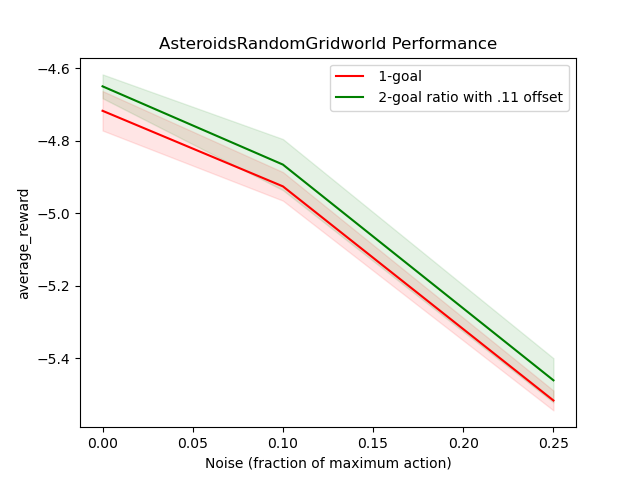 AsteroidsRandomGridworld Performance
1-goal
2-goal ratio with .11 offset
average_reward
−4.6
−4.8
−5.0
−5.2
−5.4
0.00 0.05 0.10 0.15 0.20 0.25
Noise (fraction of maximum action)